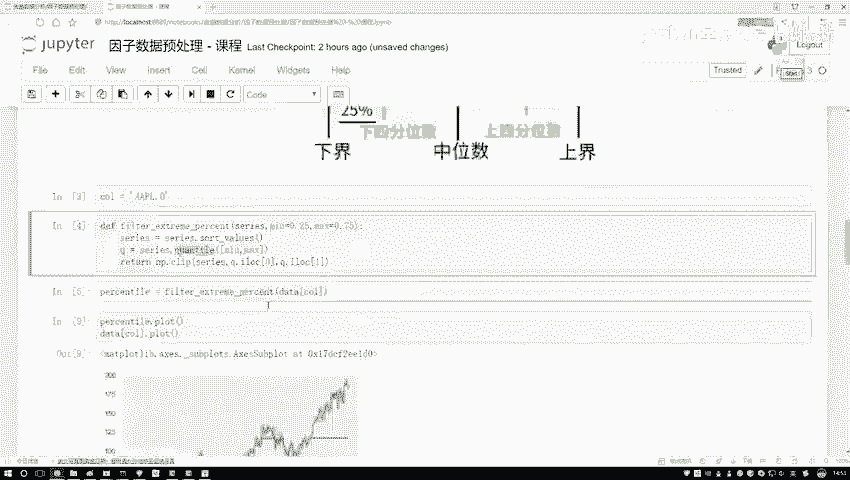 jupyter 因子数据预处理 - 课程 Last Checkpoint: 2 hours ago (unsaved changes)
Logout
File Edit View Insert Cell Kernel Widgets Help
Trusted
Code
25%
下四分位数 上四分位数
下界 中位数 上界
In [3] col = 'AAPL.O'
In [4] def filter_extreme_percent(series,min=0.25,max=0.75):
series = series.sort_values()
q = series.quantile([min,max])
return np.clip(series,q.iloc[0],q.iloc[1])
In [5] percentile = filter_extreme_percent(data[col])
In [9] percentile.plot()
data[col].plot()
Out[9] <matplotlib.axes._subplots.AxesSubplot at 0x17dcf2ee1d0>
200
175
150
125
100
14:53